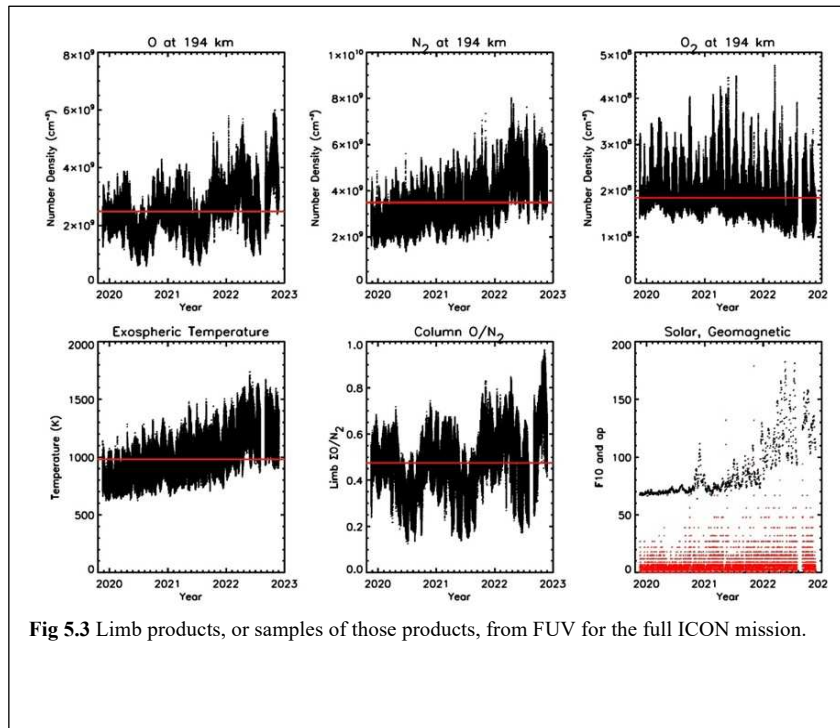 O at 194 km
8×10⁹
6×10⁹
4×10⁹
2×10⁹
0
Number Density (cm⁻³)
2020 2021 2022 2023
Year
N₂ at 194 km
1×10¹⁰
8×10⁹
6×10⁹
4×10⁹
2×10⁹
0
Number Density (cm⁻³)
2020 2021 2022 2023
Year
O₂ at 194 km
5×10⁸
4×10⁸
3×10⁸
2×10⁸
1×10⁸
0
Number Density (cm⁻³)
2020 2021 2022 202
Year
Exospheric Temperature
2000
1500
1000
500
0
Temperature (K)
2020 2021 2022 2023
Year
Column O/N₂
1.0
0.8
0.6
0.4
0.2
0.0
Limb ΣO/N₂
2020 2021 2022 2023
Year
Solar, Geomagnetic
200
150
100
50
0
F10 and ap
2020 2021 2022 202
Year
Fig 5.3 Limb products, or samples of those products, from FUV for the full ICON mission.